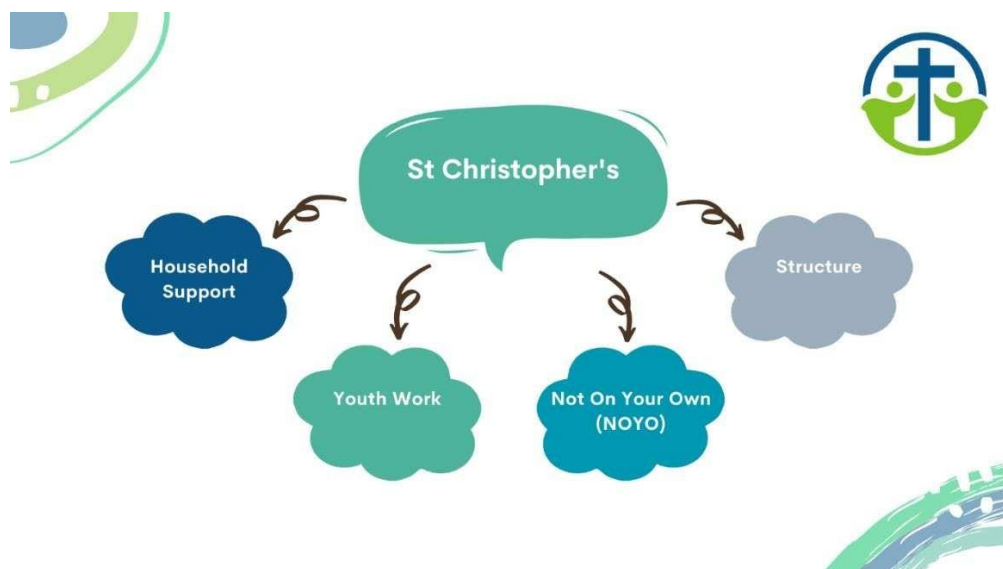 St Christopher's
Household
Support
Youth Work
Not On Your Own
(NOYO)
Structure